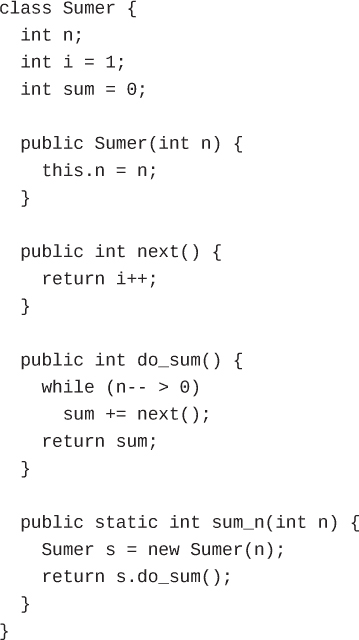 class Sumer {
  int n;
  int i = 1;
  int sum = 0;

  public Sumer(int n) {
    this.n = n;
  }

  public int next() {
    return i++;
  }

  public int do_sum() {
    while (n-- > 0)
      sum += next();
    return sum;
  }

  public static int sum_n(int n) {
    Sumer s = new Sumer(n);
    return s.do_sum();
  }
}